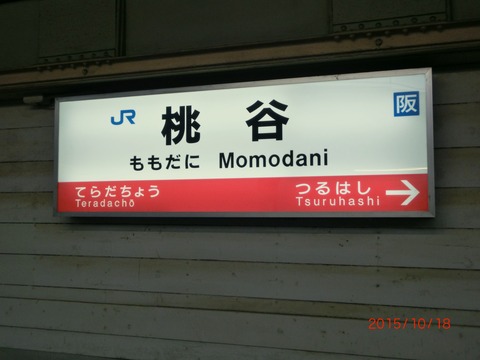 JR 桃谷 阪
ももだに Momodani
てらだちょう つるはし
Teradachō Tsuruhashi
2015/10/18